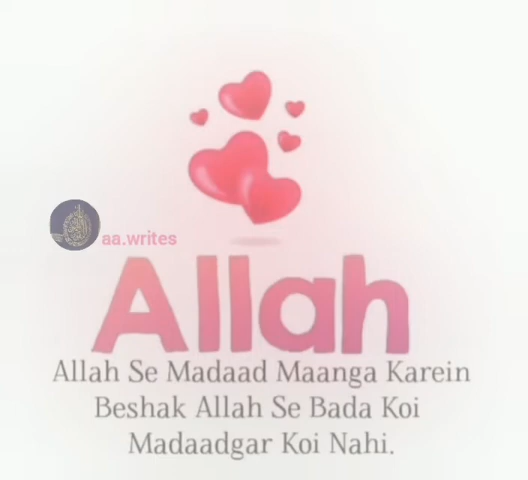 aa.writes
Allah
Allah Se Madaad Maanga Karein
Beshak Allah Se Bada Koi
Madaadgar Koi Nahi.